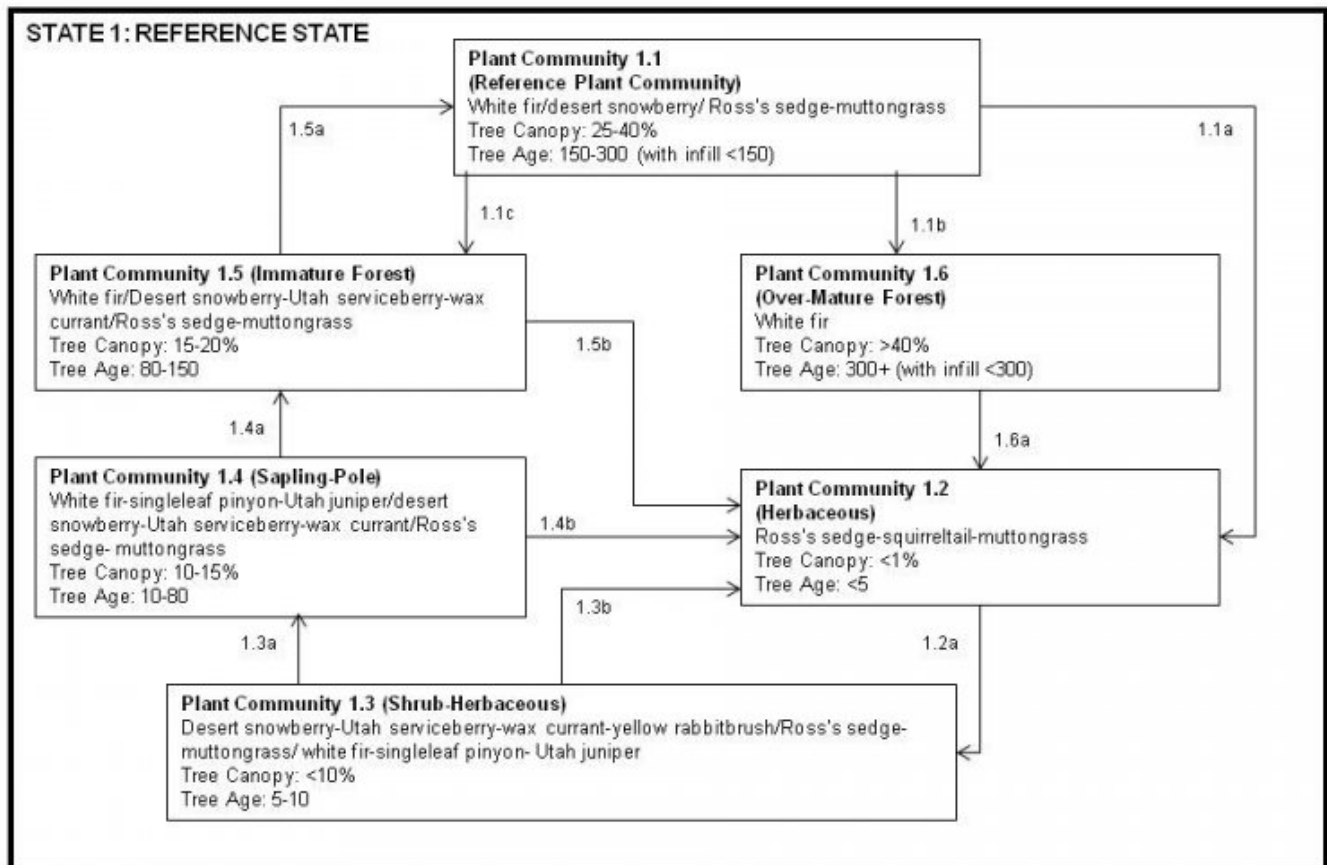 STATE 1: REFERENCE STATE
Plant Community 1.1
(Reference Plant Community)
White fir/desert snowberry/ Ross's sedge-muttongrass
Tree Canopy: 25-40%
Tree Age: 150-300 (with infill <150)
1.5a
1.1a
1.1c
1.1b
Plant Community 1.5 (Immature Forest)
White fir/Desert snowberry-Utah serviceberry-wax
currant/Ross's sedge-muttongrass
Tree Canopy: 15-20%
Tree Age: 80-150
Plant Community 1.6
(Over-Mature Forest)
White fir
Tree Canopy: >40%
Tree Age: 300+ (with infill <300)
1.5b
1.4a
1.6a
Plant Community 1.4 (Sapling-Pole)
White fir-singleleaf pinyon-Utah juniper/desert
snowberry-Utah serviceberry-wax currant/Ross's
sedge- muttongrass
Tree Canopy: 10-15%
Tree Age: 10-80
1.4b
Plant Community 1.2
(Herbaceous)
Ross's sedge-squirreltail-muttongrass
Tree Canopy: <1%
Tree Age: <5
1.3a
1.3b
1.2a
Plant Community 1.3 (Shrub-Herbaceous)
Desert snowberry-Utah serviceberry-wax currant-yellow rabbitbrush/Ross's sedge-
muttongrass/ white fir-singleleaf pinyon- Utah juniper
Tree Canopy: <10%
Tree Age: 5-10